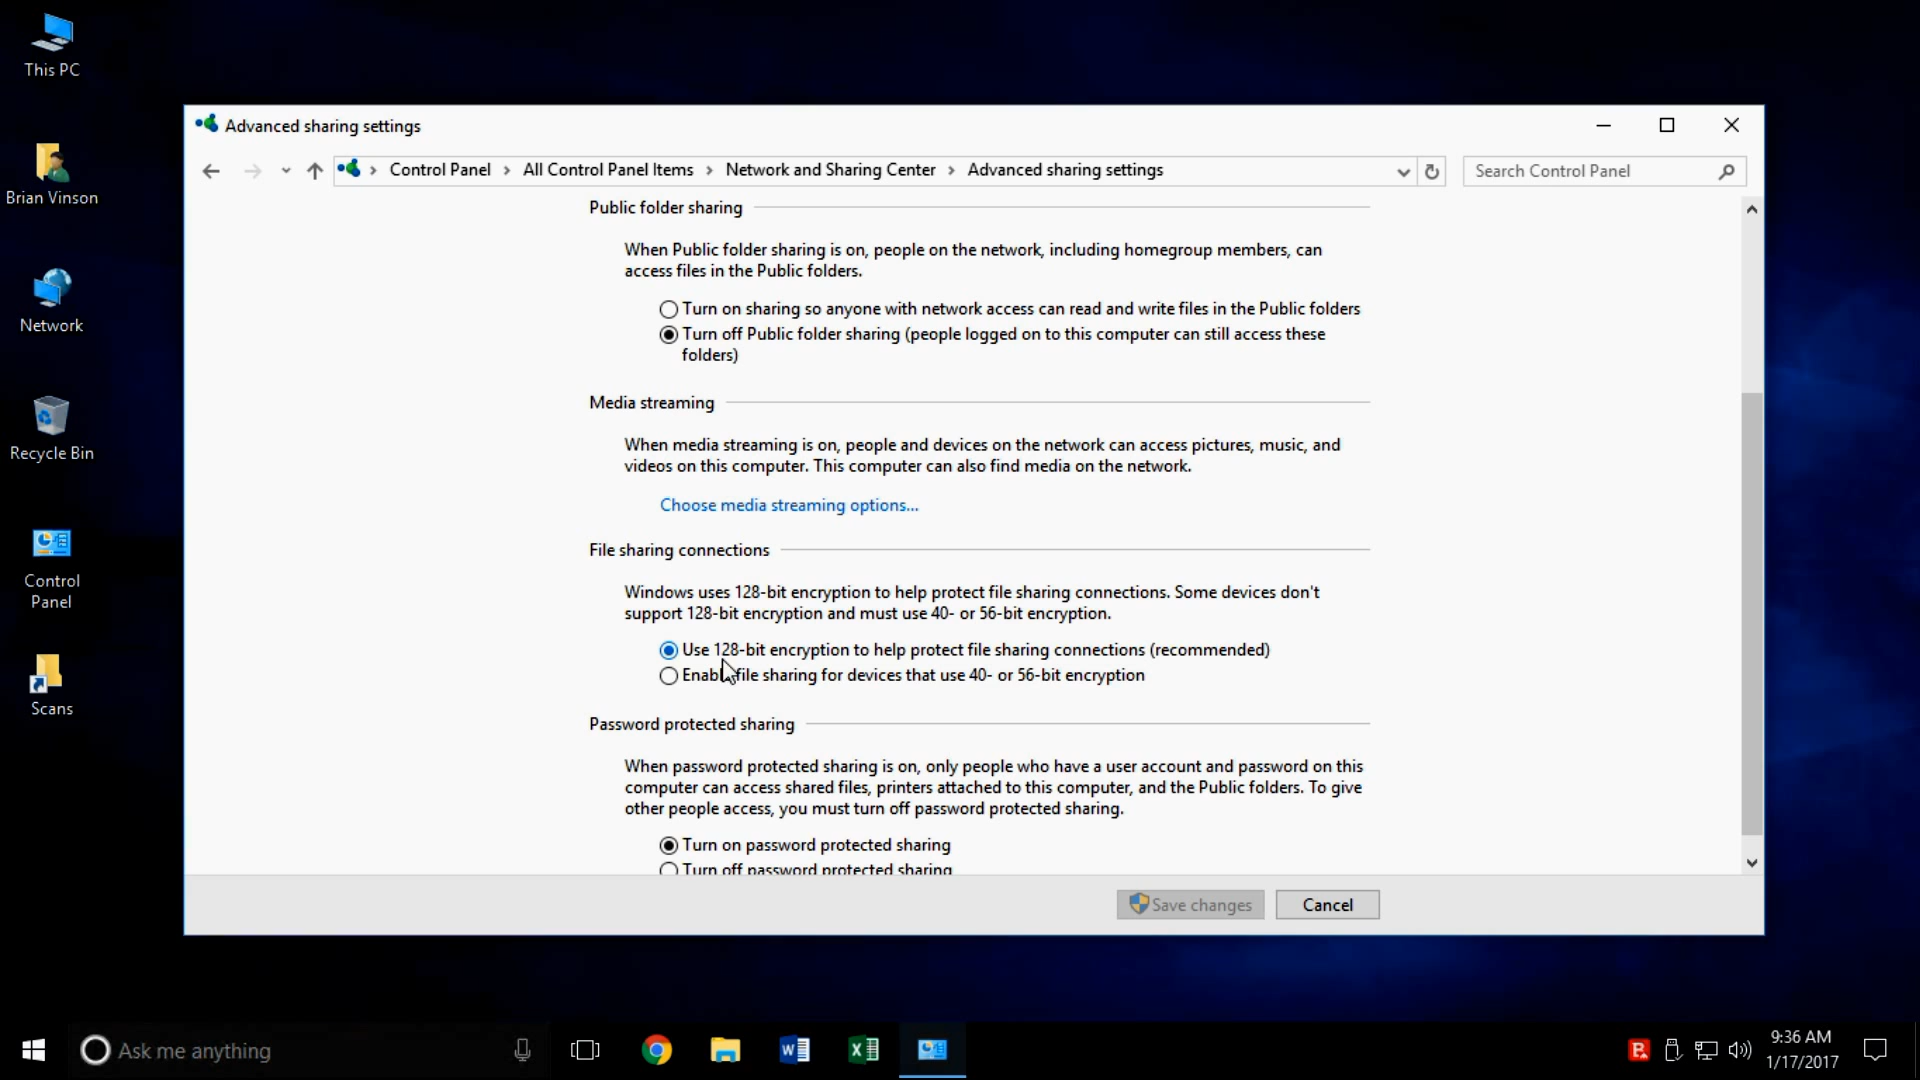 This PC
Brian Vinson
Network
Recycle Bin
Control
Panel
Scans
Advanced sharing settings
Control Panel > All Control Panel Items > Network and Sharing Center > Advanced sharing settings
Search Control Panel
Public folder sharing
When Public folder sharing is on, people on the network, including homegroup members, can
access files in the Public folders.
Turn on sharing so anyone with network access can read and write files in the Public folders
Turn off Public folder sharing (people logged on to this computer can still access these
folders)
Media streaming
When media streaming is on, people and devices on the network can access pictures, music, and
videos on this computer. This computer can also find media on the network.
Choose media streaming options...
File sharing connections
Windows uses 128-bit encryption to help protect file sharing connections. Some devices don't
support 128-bit encryption and must use 40- or 56-bit encryption.
Use 128-bit encryption to help protect file sharing connections (recommended)
Enable file sharing for devices that use 40- or 56-bit encryption
Password protected sharing
When password protected sharing is on, only people who have a user account and password on this
computer can access shared files, printers attached to this computer, and the Public folders. To give
other people access, you must turn off password protected sharing.
Turn on password protected sharing
Turn off password protected sharing
Save changes
Cancel
Ask me anything
9:36 AM
1/17/2017